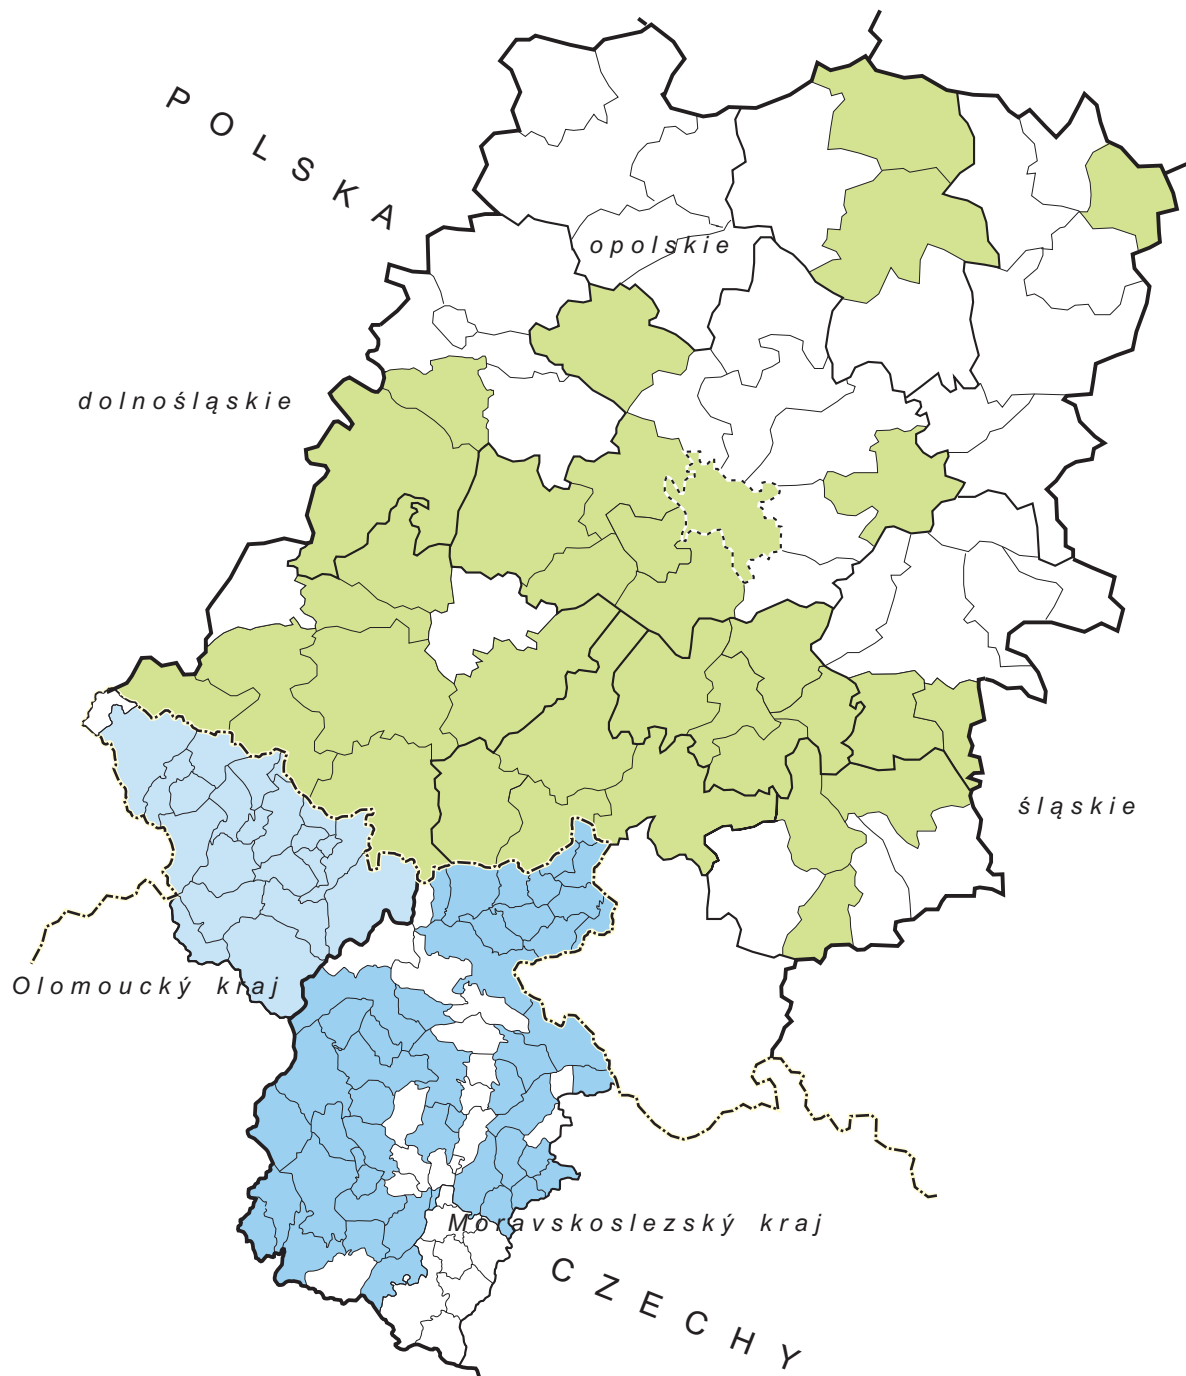 POLSKA
opolskie
dolnośląskie
śląskie
Olomoucký kraj
Moravskoslezský kraj
CZECHY